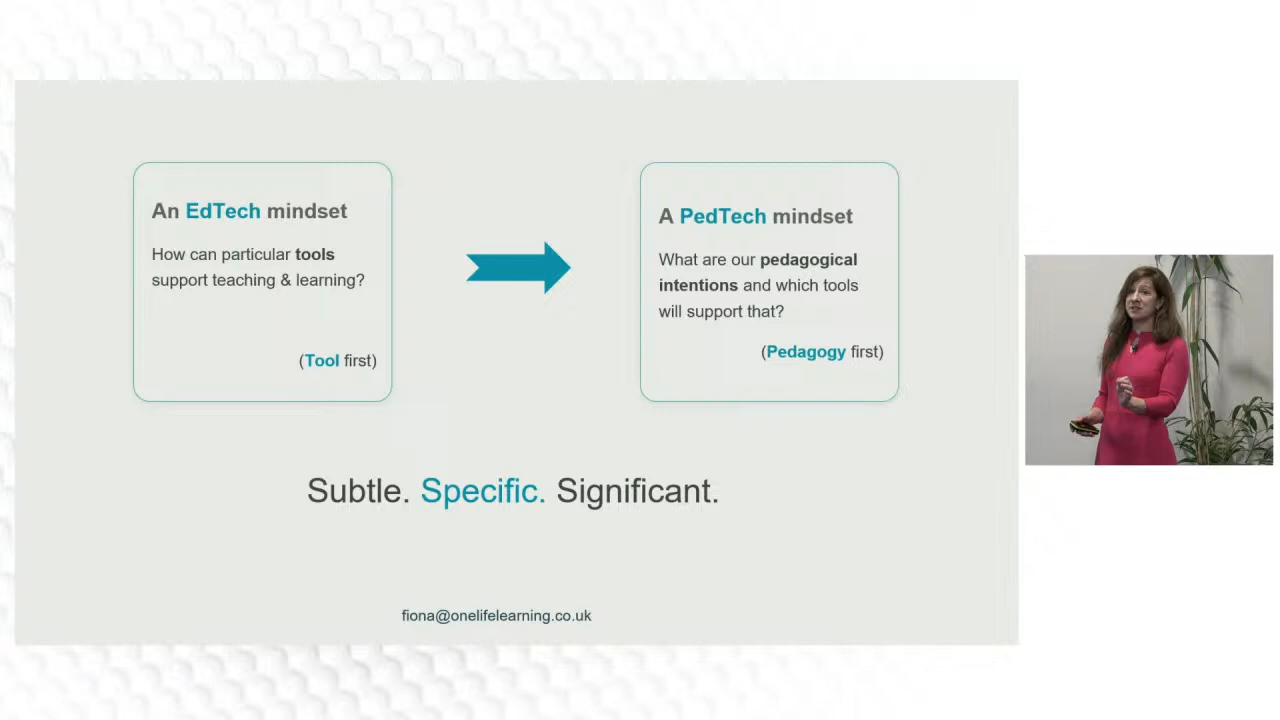 An EdTech mindset
How can particular tools
support teaching & learning?
(Tool first)
A PedTech mindset
What are our pedagogical
intentions and which tools
will support that?
(Pedagogy first)
Subtle. Specific. Significant.
fiona@onelifelearning.co.uk